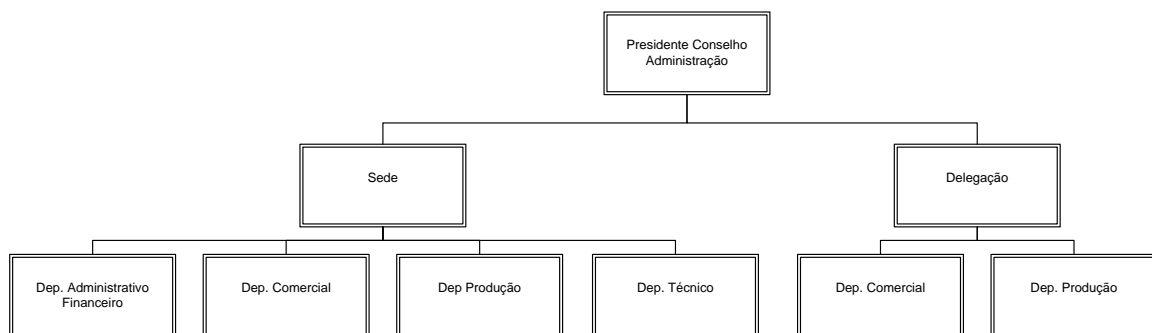 Presidente Conselho
Administração
Sede
Delegação
Dep. Administrativo
Financeiro
Dep. Comercial
Dep Produção
Dep. Técnico
Dep. Comercial
Dep. Produção